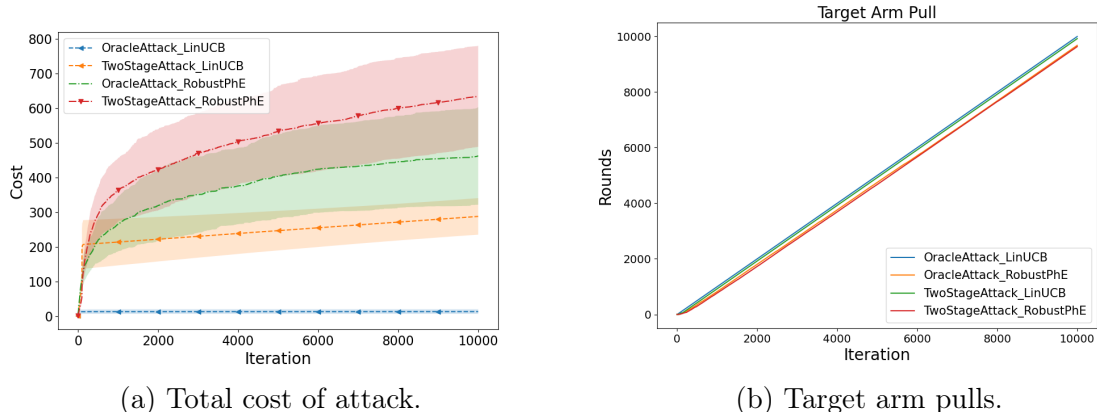 800
700
600
500
400
300
200
100
0
Cost
OracleAttack_LinUCB
TwoStageAttack_LinUCB
OracleAttack_RobustPhE
TwoStageAttack_RobustPhE
0 2000 4000 6000 8000 10000
Iteration
(a) Total cost of attack.
Target Arm Pull
10000
8000
6000
4000
2000
0
Rounds
OracleAttack_LinUCB
OracleAttack_RobustPhE
TwoStageAttack_LinUCB
TwoStageAttack_RobustPhE
0 2000 4000 6000 8000 10000
Iteration
(b) Target arm pulls.